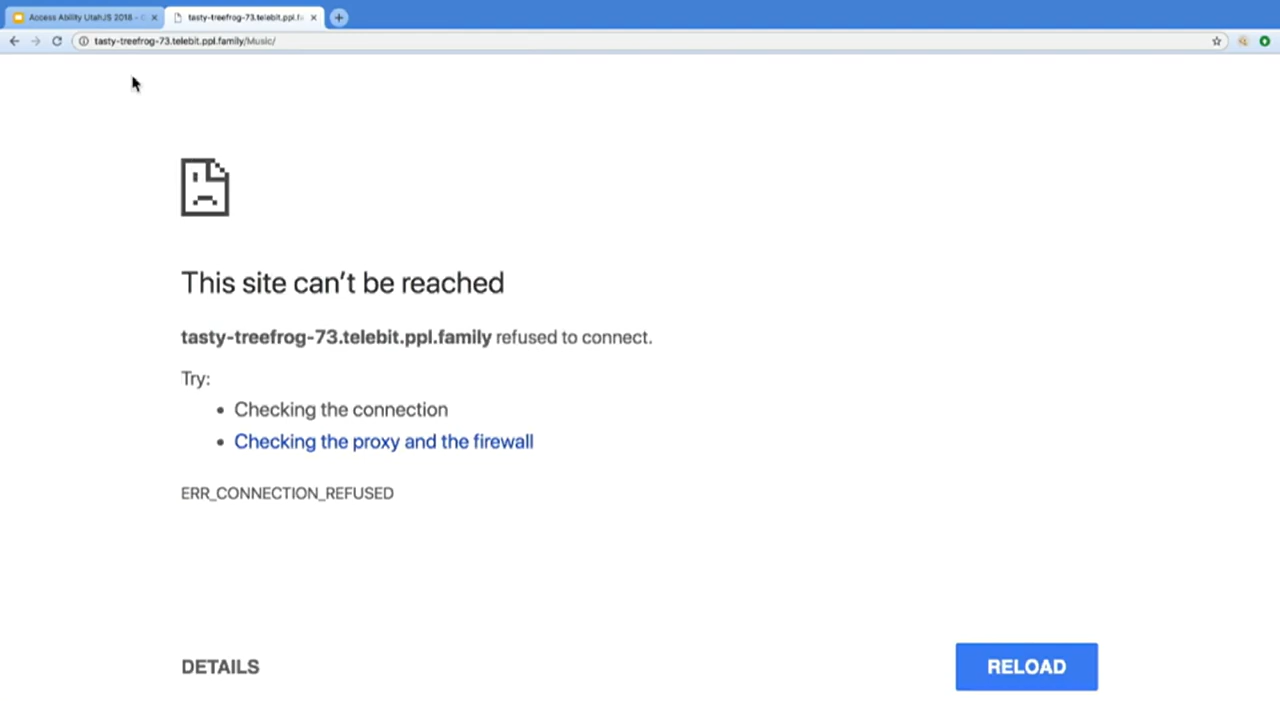 Access Ability UtahJS 2018 -
tasty-treefrog-73.telebit.ppl.f
tasty-treefrog-73.telebit.ppl.family/Music/
This site can't be reached
tasty-treefrog-73.telebit.ppl.family refused to connect.
Try:
• Checking the connection
• Checking the proxy and the firewall
ERR_CONNECTION_REFUSED
DETAILS
RELOAD